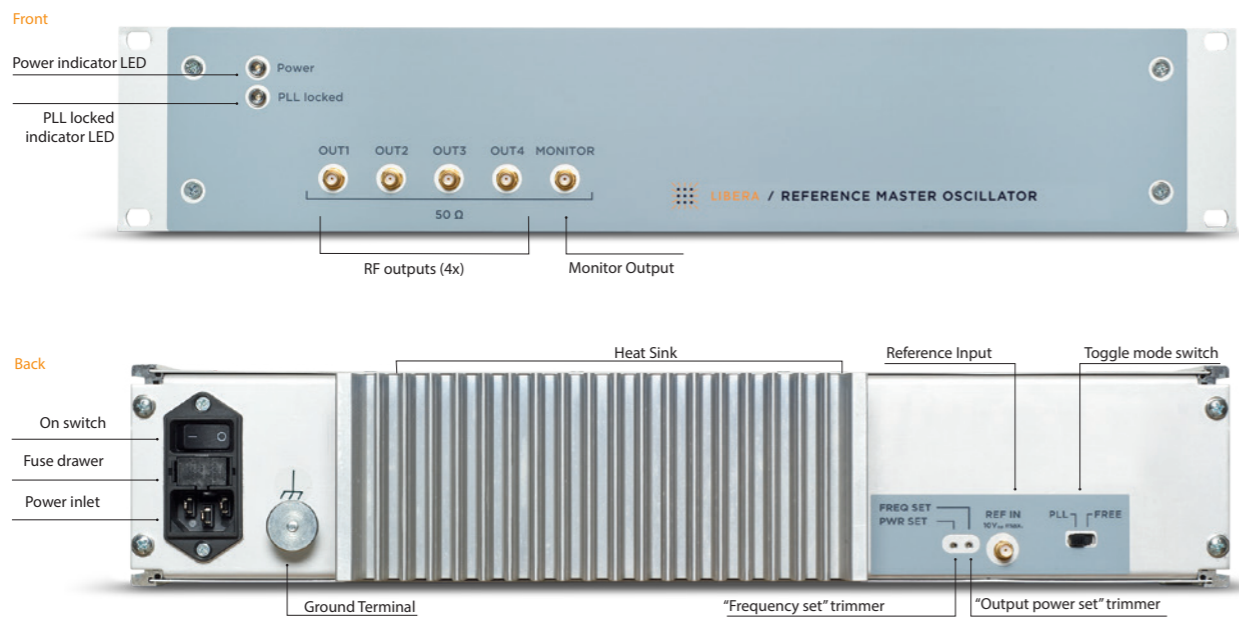 Front
Power indicator LED
PLL locked
indicator LED
Power
PLL locked
OUT1 OUT2 OUT3 OUT4 MONITOR
50 Ω
LIBERA / REFERENCE MASTER OSCILLATOR
RF outputs (4x)
Monitor Output
Back
Heat Sink
Reference Input
Toggle mode switch
On switch
Fuse drawer
Power inlet
FREQ SET
PWR SET
REF IN
10Vpp max.
PLL FREE
Ground Terminal
“Frequency set” trimmer
“Output power set” trimmer